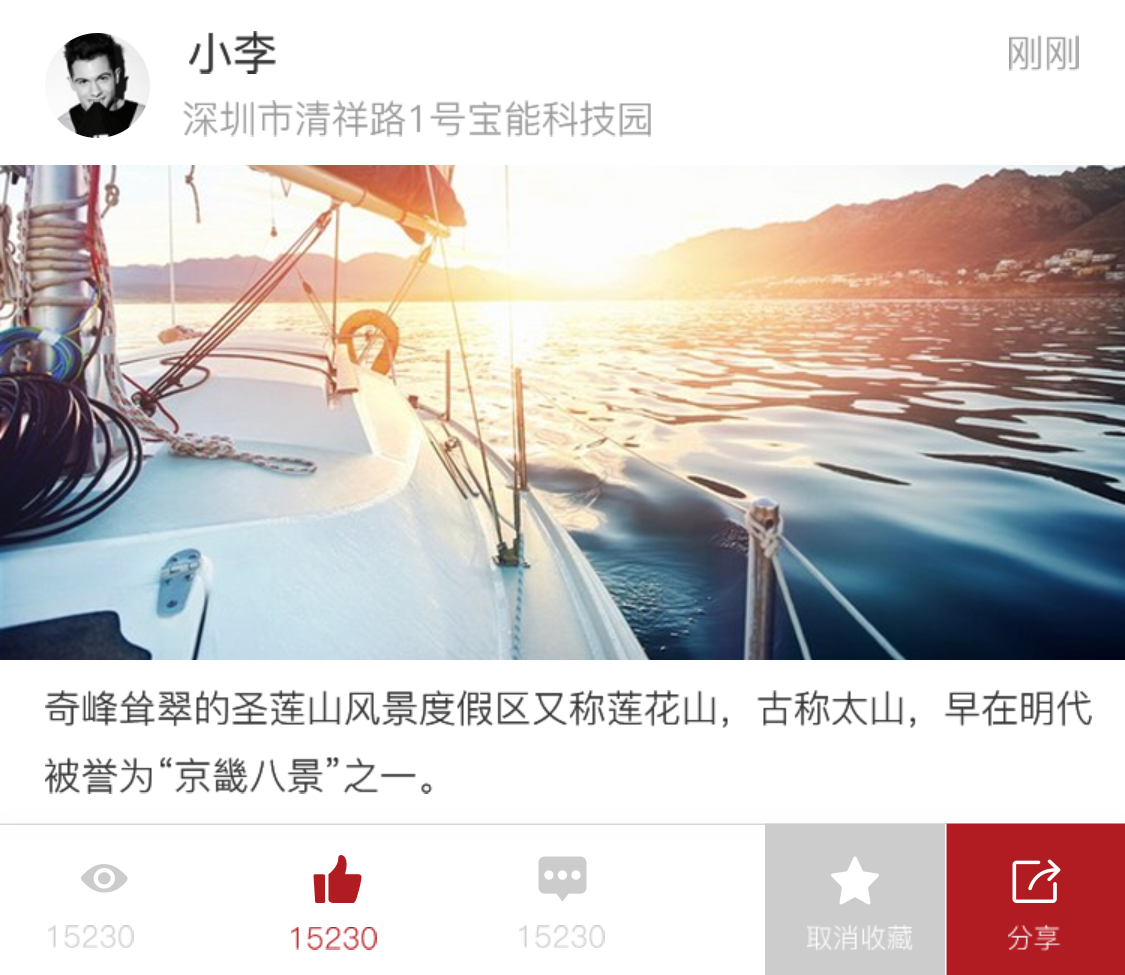 小李
刚刚
深圳市清祥路1号宝能科技园
奇峰耸翠的圣莲山风景度假区又称莲花山，古称太山，早在明代
被誉为“京畿八景”之一。
15230
15230
15230
取消收藏
分享